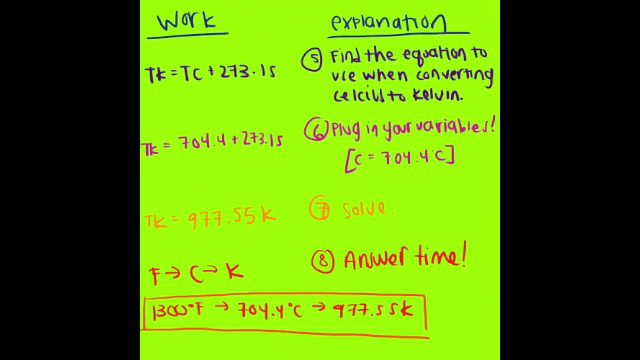 Work
explanation
TK = TC + 273.15
⑤ Find the equation to
use when converting
celcius to kelvin.
TK = 704.4 + 273.15
⑥ Plug in your variables!
[C = 704.4°C]
TK = 977.55 K
⑦ Solve.
F → C → K
⑧ Answer time!
1300°F → 704.4°C → 977.55K